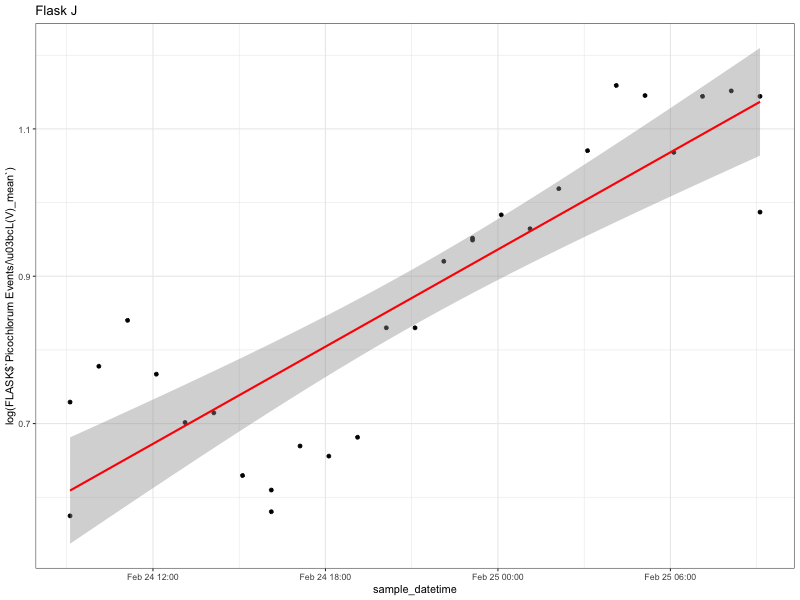 Flask J
log(FLASK$`Picochlorum Events/\u03bcL(V)_mean`)
1.1
0.9
0.7
Feb 24 12:00
Feb 24 18:00
Feb 25 00:00
Feb 25 06:00
sample_datetime